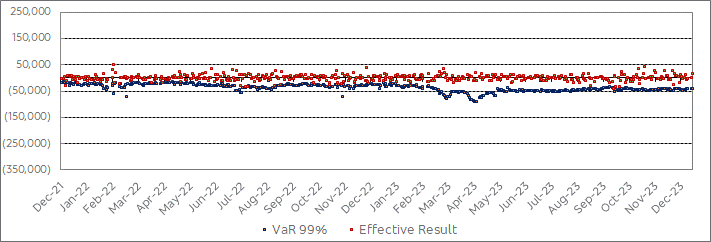 250,000
150,000
50,000
(50,000)
(150,000)
(250,000)
(350,000)
Dec-21
Jan-22
Feb-22
Mar-22
Apr-22
May-22
Jun-22
Jul-22
Aug-22
Sep-22
Oct-22
Nov-22
Dec-22
Jan-23
Feb-23
Mar-23
Apr-23
May-23
Jun-23
Jul-23
Aug-23
Sep-23
Oct-23
Nov-23
Dec-23
VaR 99%
Effective Result